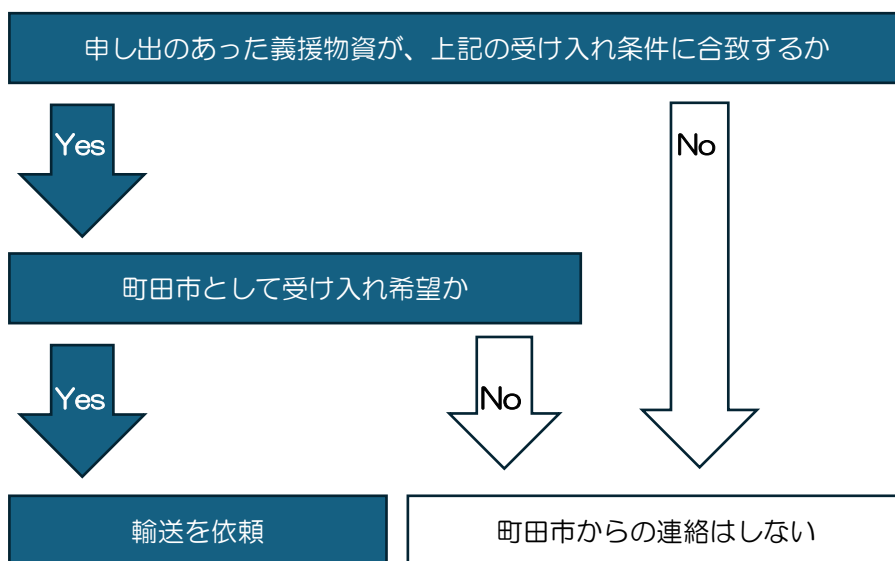 申し出のあった義援物資が、上記の受け入れ条件に合致するか
Yes
No
町田市として受け入れ希望か
Yes
No
輸送を依頼
町田市からの連絡はしない